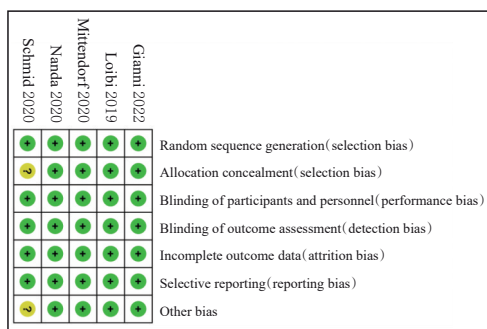 Schmid 2020
Nanda 2020
Mittendorf 2020
Loibi 2019
Gianni 2022
+ + + + + Random sequence generation(selection bias)
? + + + + Allocation concealment(selection bias)
+ + + + + Blinding of participants and personnel(performance bias)
+ + + + + Blinding of outcome assessment(detection bias)
+ + + + + Incomplete outcome data(attrition bias)
+ + + + + Selective reporting(reporting bias)
? + + + + Other bias